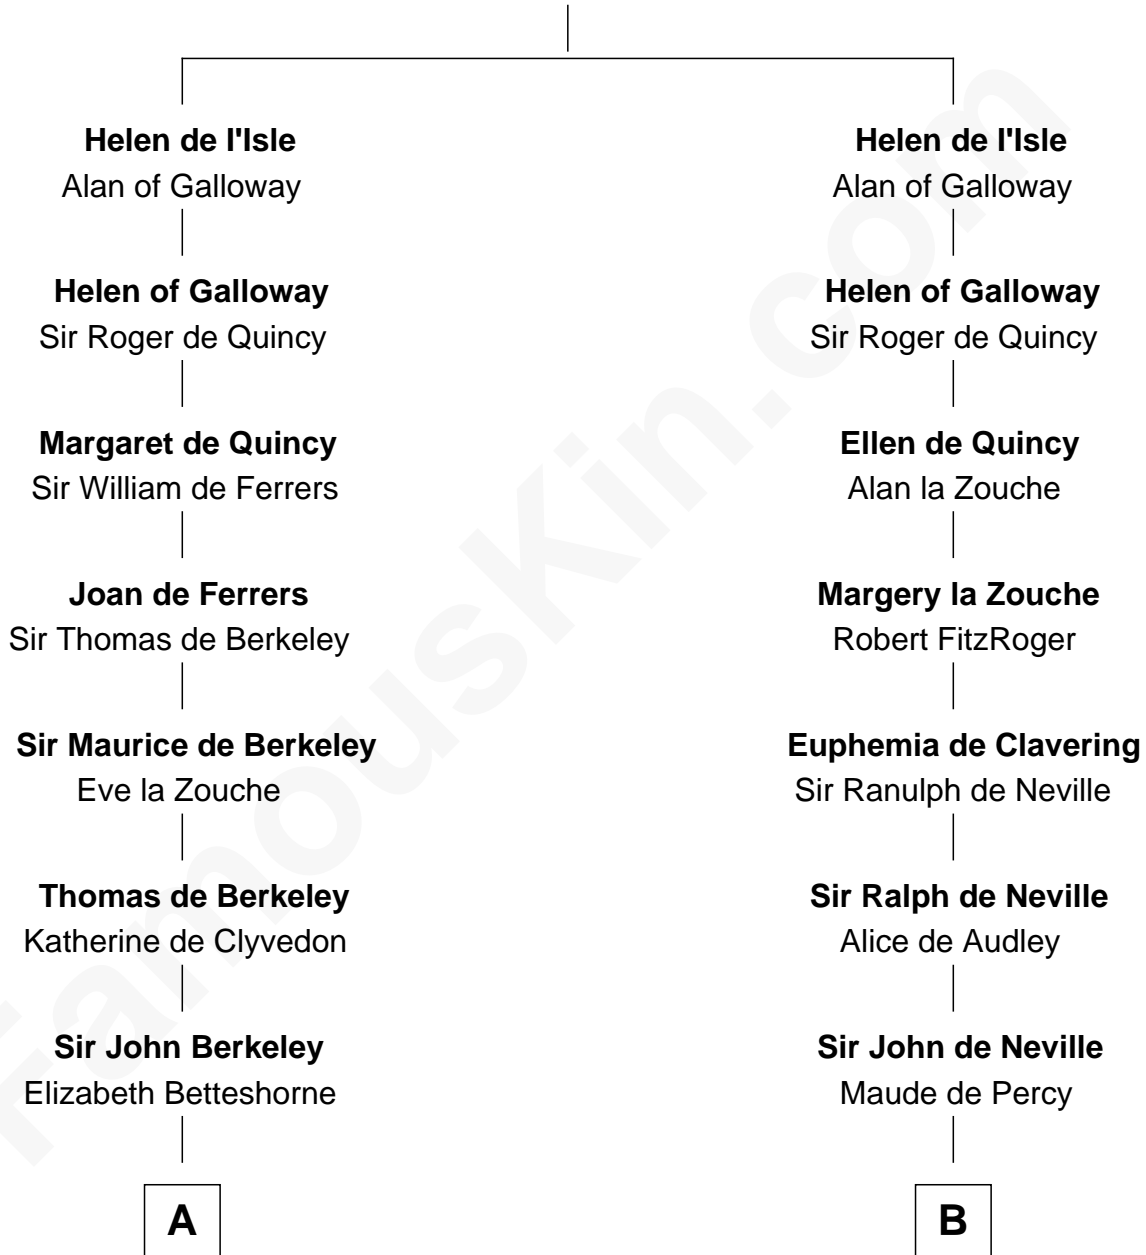 Helen de l'Isle
Alan of Galloway
Helen of Galloway
Sir Roger de Quincy
Margaret de Quincy
Sir William de Ferrers
Joan de Ferrers
Sir Thomas de Berkeley
Sir Maurice de Berkeley
Eve la Zouche
Thomas de Berkeley
Katherine de Clyvedon
Sir John Berkeley
Elizabeth Betteshorne
A
Helen de l'Isle
Alan of Galloway
Helen of Galloway
Sir Roger de Quincy
Ellen de Quincy
Alan la Zouche
Margery la Zouche
Robert FitzRoger
Euphemia de Clavering
Sir Ranulph de Neville
Sir Ralph de Neville
Alice de Audley
Sir John de Neville
Maude de Percy
B
FamousKin.com